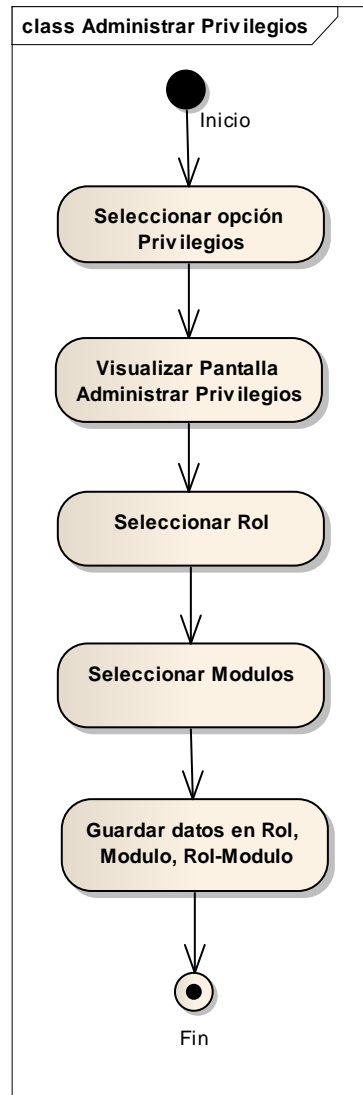 class Administrar Privilegios
Inicio
Seleccionar opción
Privilegios
Visualizar Pantalla
Administrar Privilegios
Seleccionar Rol
Seleccionar Modulos
Guardar datos en Rol,
Modulo, Rol-Modulo
Fin